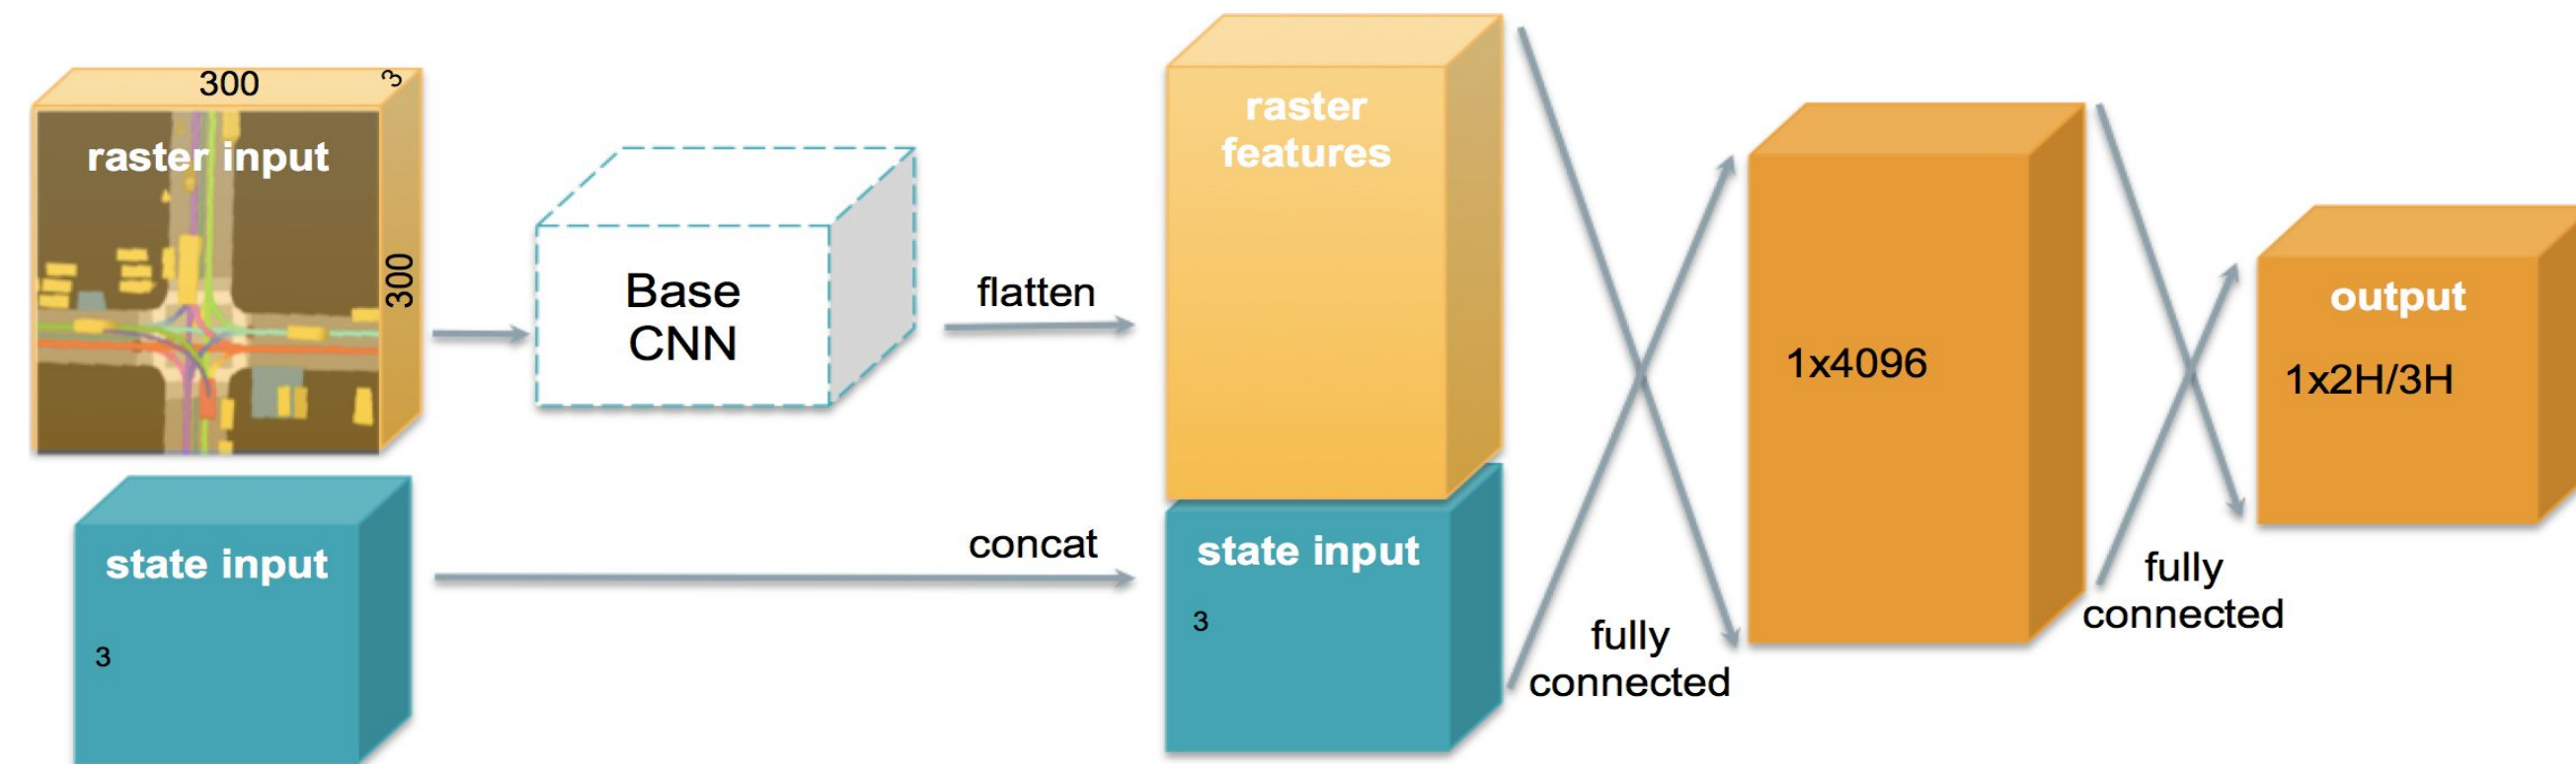 300
3
raster input
300
Base
CNN
flatten
raster
features
state input
3
concat
state input
3
fully
connected
1x4096
fully
connected
output
1x2H/3H